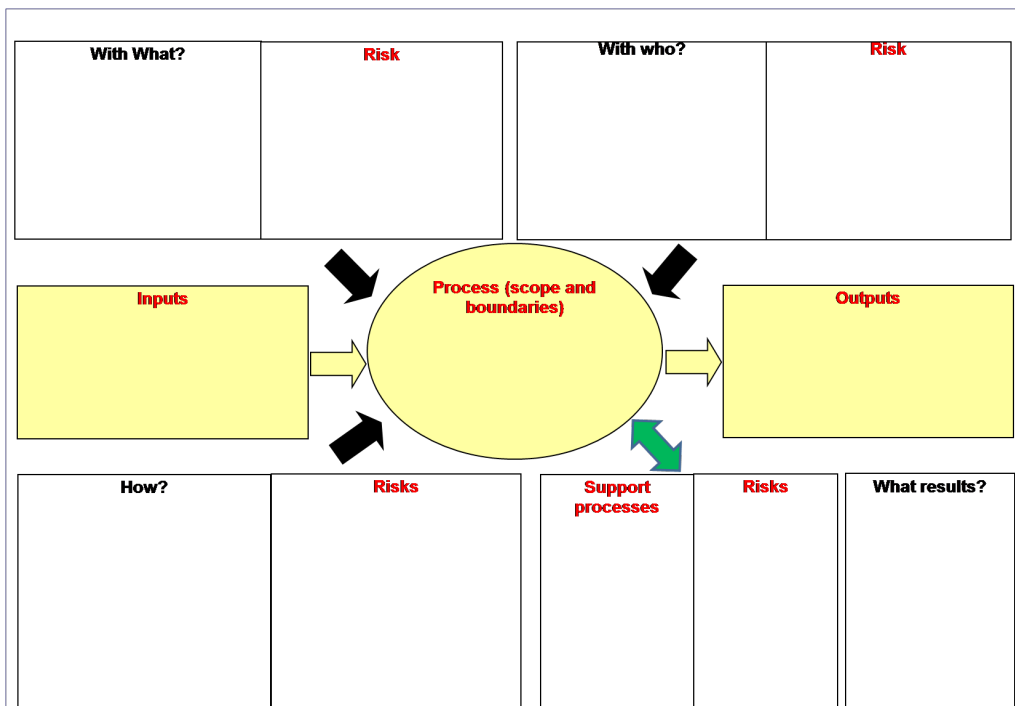 With What?
Risk
With who?
Risk
Inputs
Process (scope and
boundaries)
Outputs
How?
Risks
Support
processes
Risks
What results?